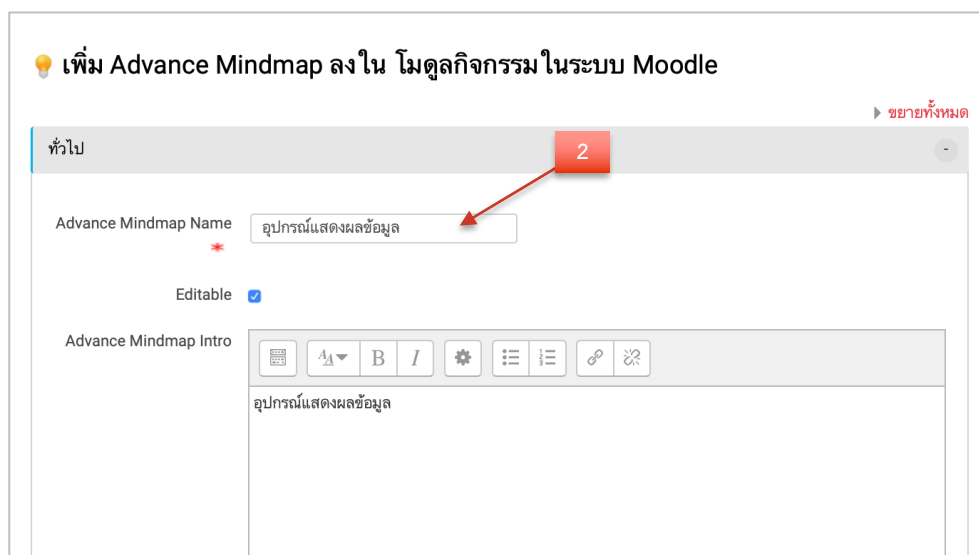 เพิ่ม Advance Mindmap ลงใน โมดูลกิจกรรมในระบบ Moodle
ขยายทั้งหมด
ทั่วไป
2
-
Advance Mindmap Name
อุปกรณ์แสดงผลข้อมูล
Editable
Advance Mindmap Intro
B I
อุปกรณ์แสดงผลข้อมูล